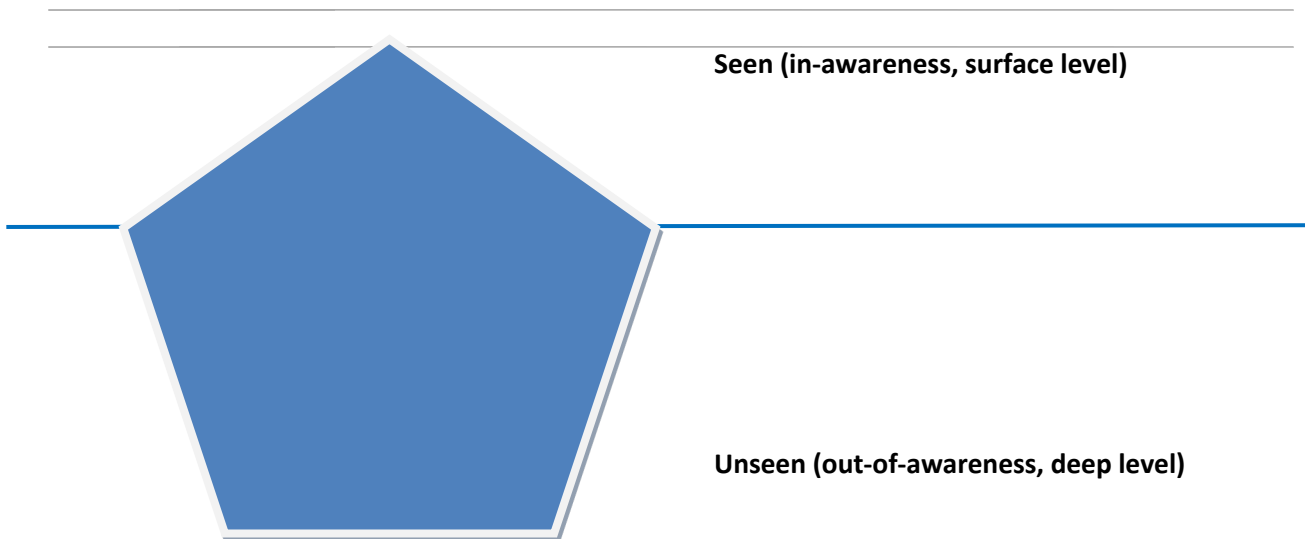 Seen (in-awareness, surface level)
Unseen (out-of-awareness, deep level)